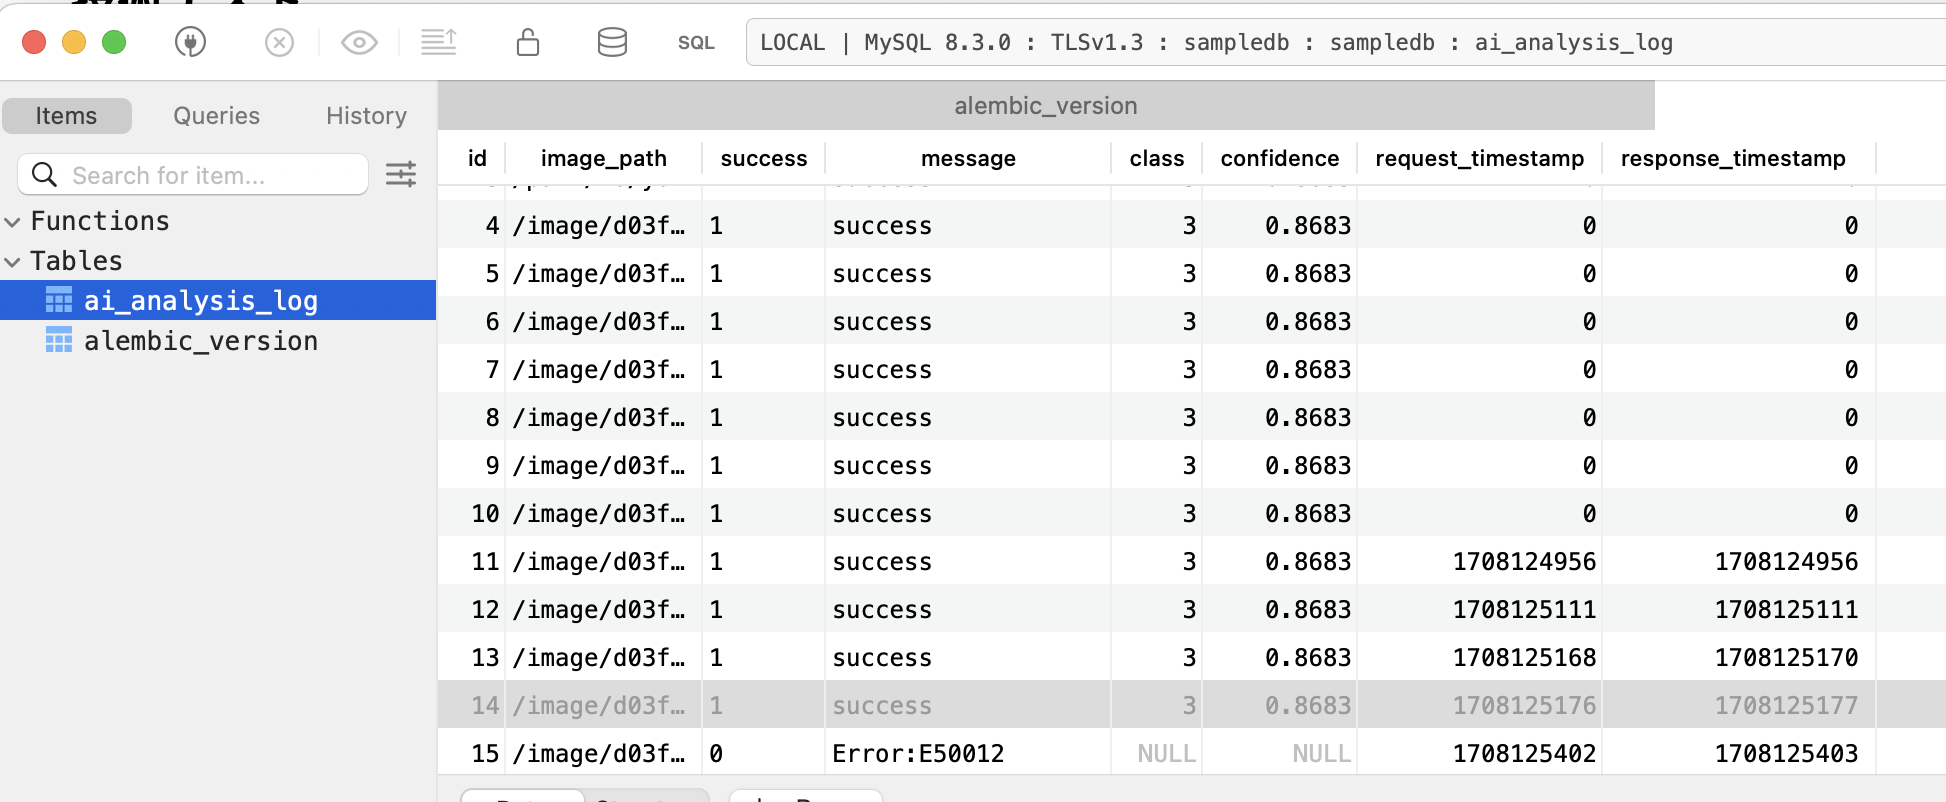 SQL
LOCAL | MySQL 8.3.0 : TLSv1.3 : sampledb : sampledb : ai_analysis_log
Items Queries History
Search for item...
Functions
Tables
ai_analysis_log
alembic_version
alembic_version
id image_path success message class confidence request_timestamp response_timestamp
4 /image/d03f… 1 success 3 0.8683 0 0
5 /image/d03f… 1 success 3 0.8683 0 0
6 /image/d03f… 1 success 3 0.8683 0 0
7 /image/d03f… 1 success 3 0.8683 0 0
8 /image/d03f… 1 success 3 0.8683 0 0
9 /image/d03f… 1 success 3 0.8683 0 0
10 /image/d03f… 1 success 3 0.8683 0 0
11 /image/d03f… 1 success 3 0.8683 1708124956 1708124956
12 /image/d03f… 1 success 3 0.8683 1708125111 1708125111
13 /image/d03f… 1 success 3 0.8683 1708125168 1708125170
14 /image/d03f… 1 success 3 0.8683 1708125176 1708125177
15 /image/d03f… 0 Error:E50012 NULL NULL 1708125402 1708125403